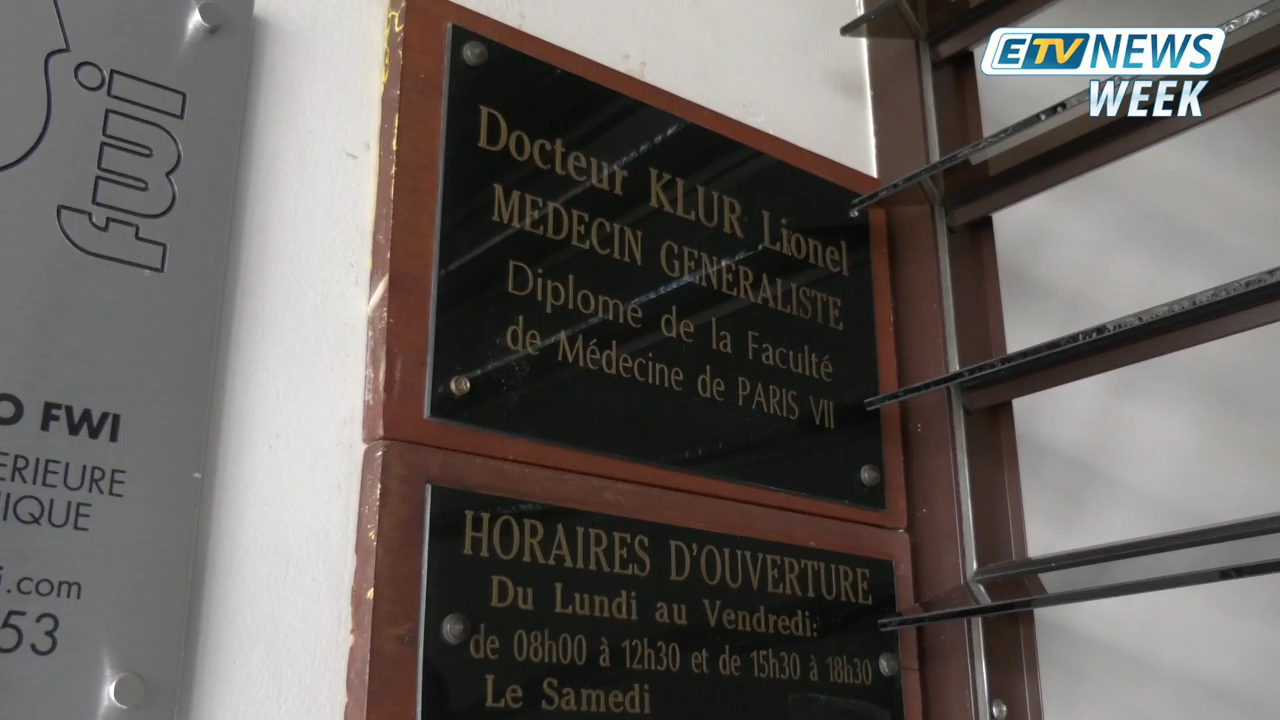 ETV NEWS
WEEK
fwi
O FWI
ERIEURE
IQUE
i.com
53
Docteur KLUR Lionel
MEDECIN GENERALISTE
Diplomé de la Faculté
de Médecine de PARIS VII
HORAIRES D'OUVERTURE
Du Lundi au Vendredi:
de 08h00 à 12h30 et de 15h30 à 18h30
Le Samedi